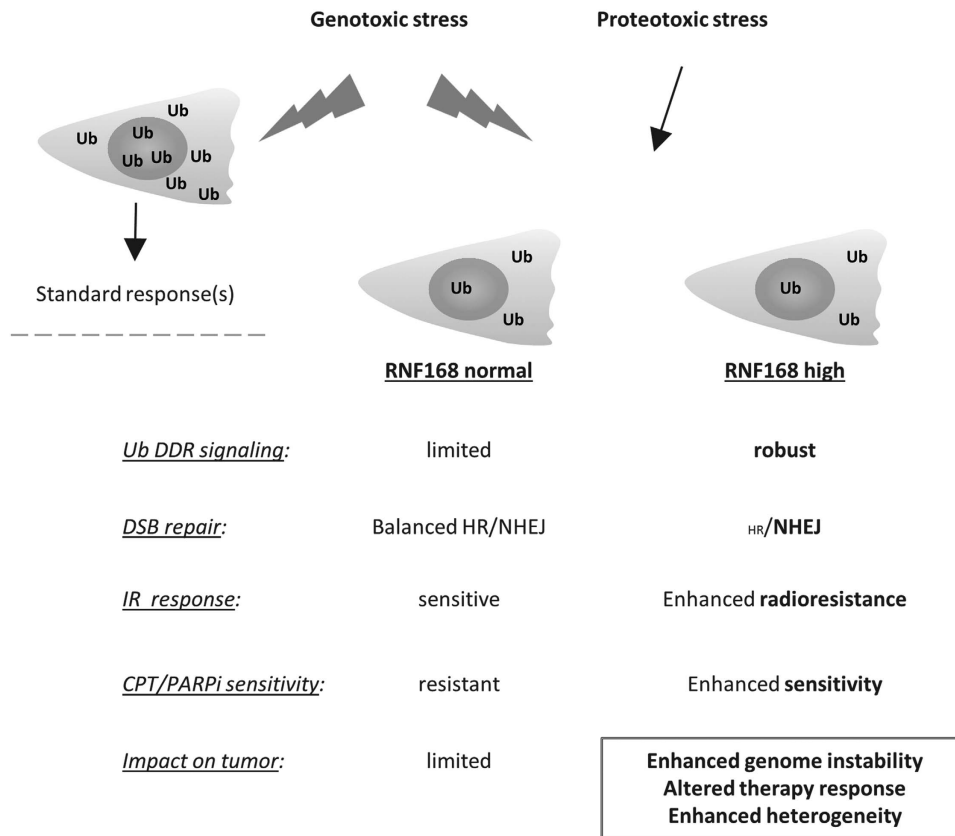 Genotoxic stress Proteotoxic stress
Ub
Ub Ub
Ub Ub Ub
Ub Ub
Standard response(s)
Ub Ub
Ub Ub
Ub Ub
RNF168 normal RNF168 high
Ub DDR signaling: limited robust
DSB repair: Balanced HR/NHEJ HR/NHEJ
IR response: sensitive Enhanced radioresistance
CPT/PARPi sensitivity: resistant Enhanced sensitivity
Impact on tumor: limited Enhanced genome instability
Altered therapy response
Enhanced heterogeneity